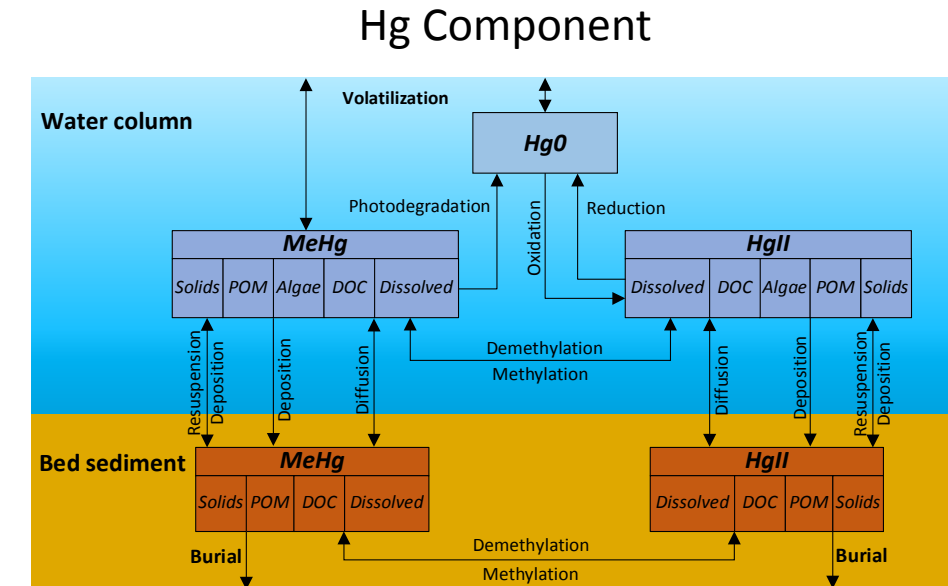 Hg Component
Volatilization
Water column
Hg0
Photodegradation
Oxidation
Reduction
MeHg
HgII
Solids POM Algae DOC Dissolved
Dissolved DOC Algae POM Solids
Resuspension
Deposition
Deposition
Diffusion
Demethylation
Methylation
Diffusion
Deposition
Resuspension
Deposition
Bed sediment
MeHg
HgII
Solids POM DOC Dissolved
Dissolved DOC POM Solids
Burial
Demethylation
Methylation
Burial